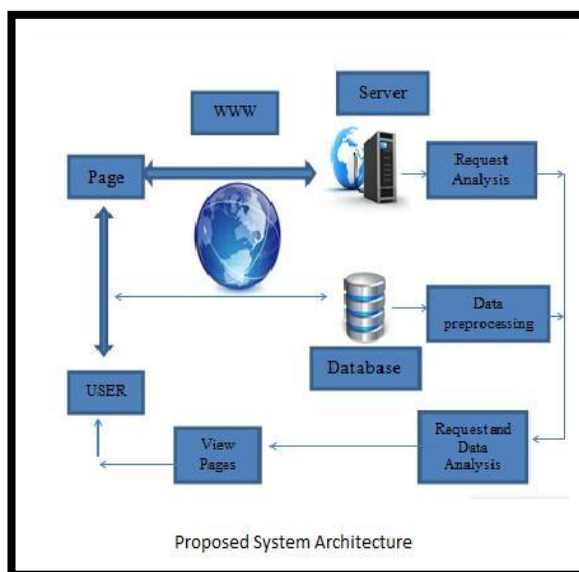 WWW
Server
Page
Request
Analysis
Data
preprocessing
Database
USER
View
Pages
Request and
Data
Analysis
Proposed System Architecture